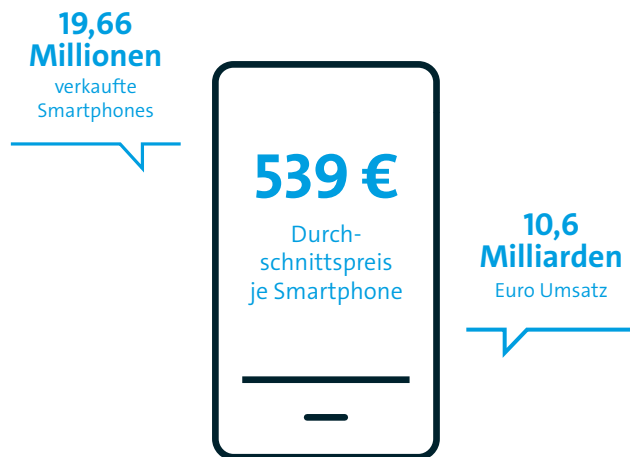 19,66
Millionen
verkaufte
Smartphones
539 €
Durch-
schnittspreis
je Smartphone
10,6
Milliarden
Euro Umsatz